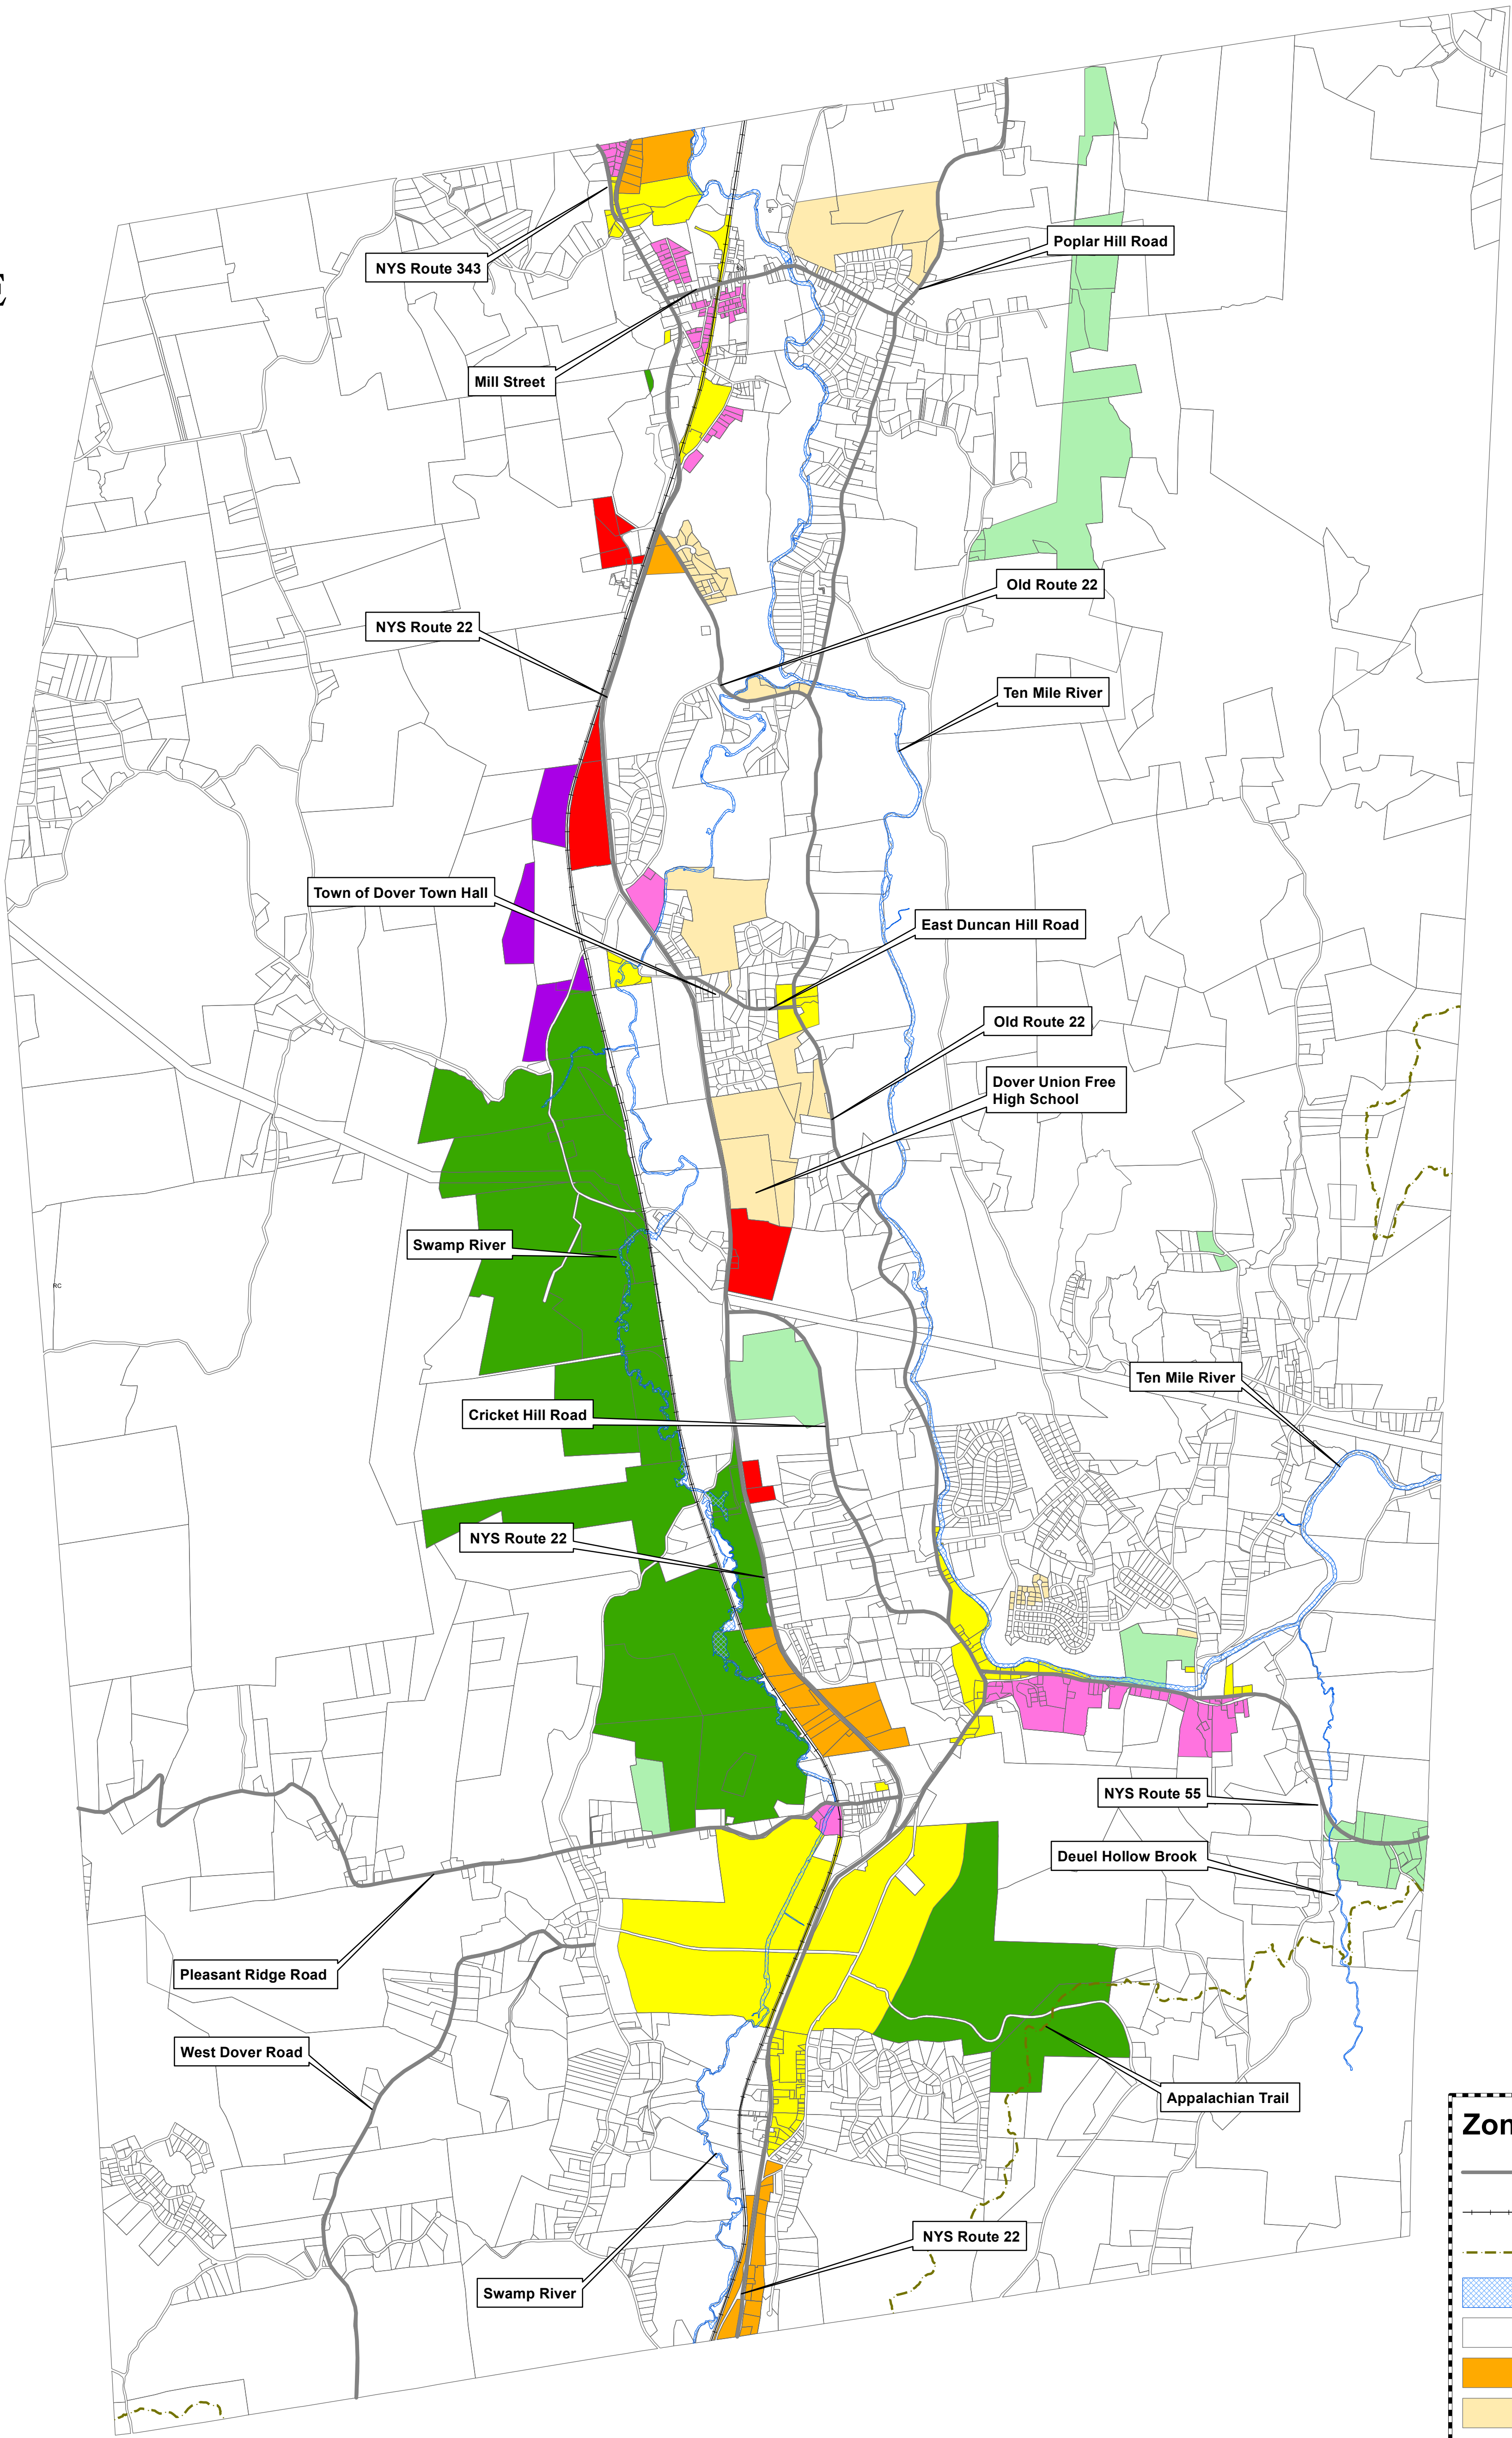 Poplar Hill Road
NYS Route 343
E
Mill Street
Old Route 22
NYS Route 22
Ten Mile River
Town of Dover Town Hall
East Duncan Hill Road
Old Route 22
Dover Union Free
High School
Swamp River
RC
Ten Mile River
Cricket Hill Road
NYS Route 22
NYS Route 55
Deuel Hollow Brook
Pleasant Ridge Road
West Dover Road
Appalachian Trail
Zon
NYS Route 22
Swamp River